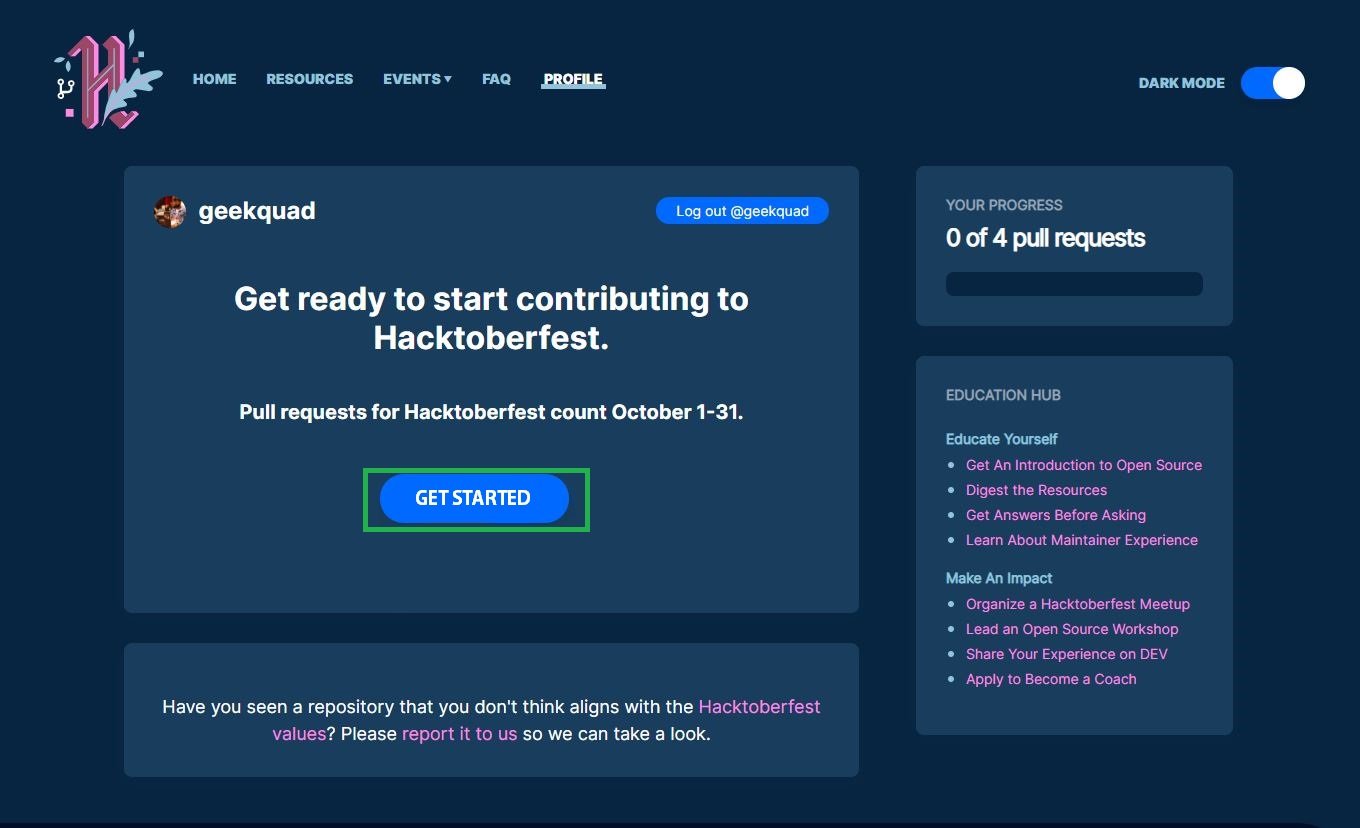 HOME RESOURCES EVENTS FAQ PROFILE
DARK MODE
geekquad
Log out @geekquad
Get ready to start contributing to
Hacktoberfest.
Pull requests for Hacktoberfest count October 1-31.
GET STARTED
Have you seen a repository that you don't think aligns with the Hacktoberfest
values? Please report it to us so we can take a look.
YOUR PROGRESS
0 of 4 pull requests
EDUCATION HUB
Educate Yourself
Get An Introduction to Open Source
Digest the Resources
Get Answers Before Asking
Learn About Maintainer Experience
Make An Impact
Organize a Hacktoberfest Meetup
Lead an Open Source Workshop
Share Your Experience on DEV
Apply to Become a Coach